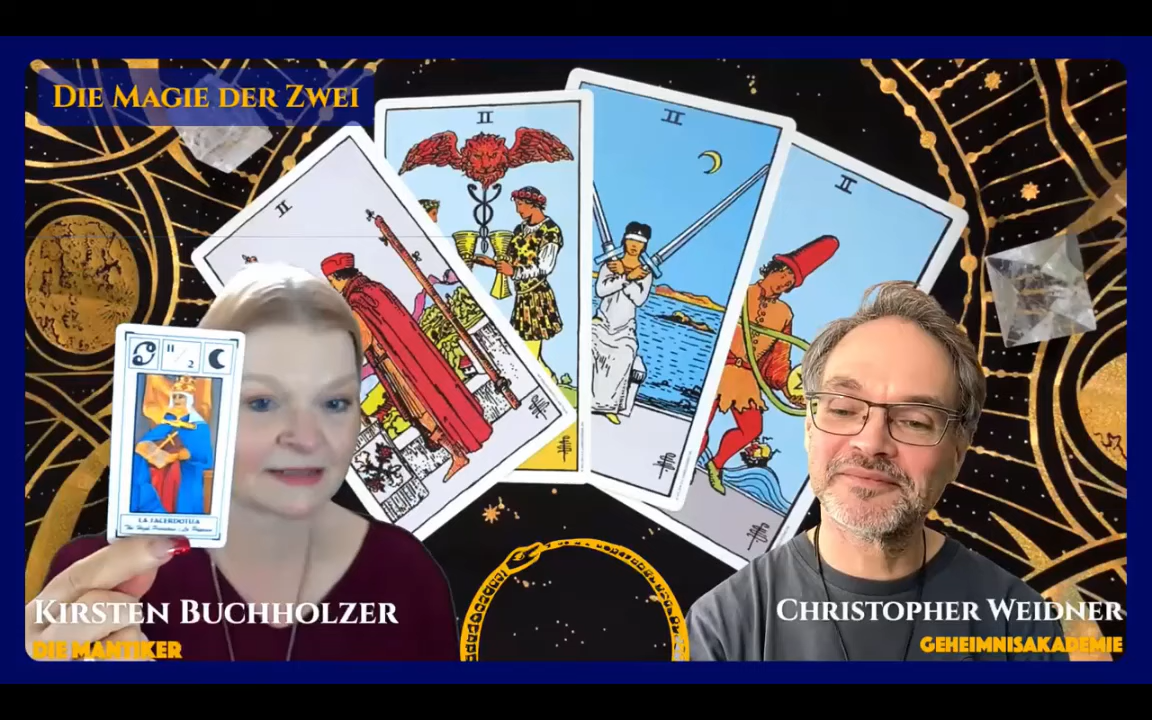 DIE MAGIE DER ZWEI
II
II
II
II
II
2
LA SACERDOTISA
KIRSTEN BUCHHOLZER
DIE MANTIKER
CHRISTOPHER WEIDNER
GEHEIMNISAKADEMIE